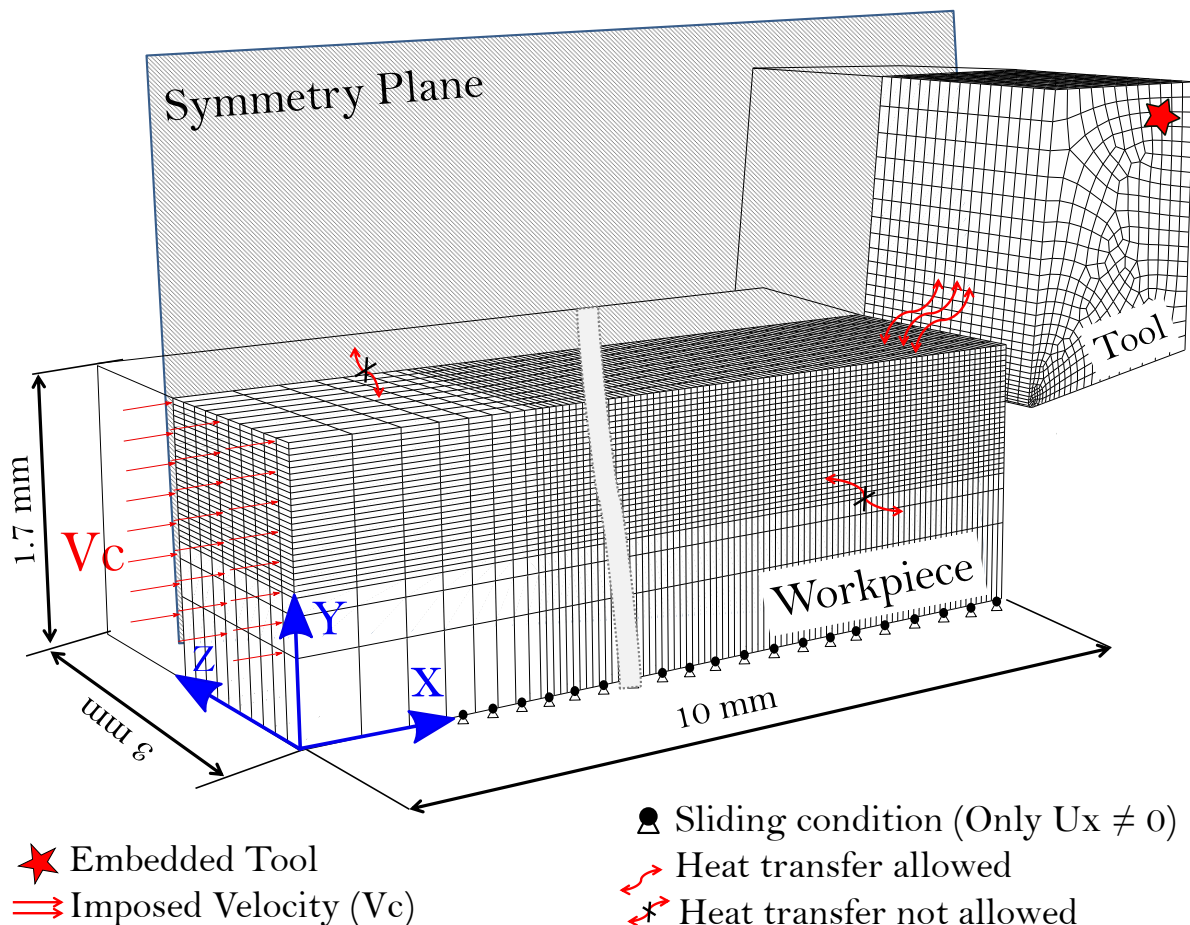 Symmetry Plane
Tool
1.7 mm
Vc
Y
Z
X
Workpiece
3 mm
10 mm
Sliding condition (Only Ux ≠ 0)
Embedded Tool
Heat transfer allowed
Imposed Velocity (Vc)
Heat transfer not allowed